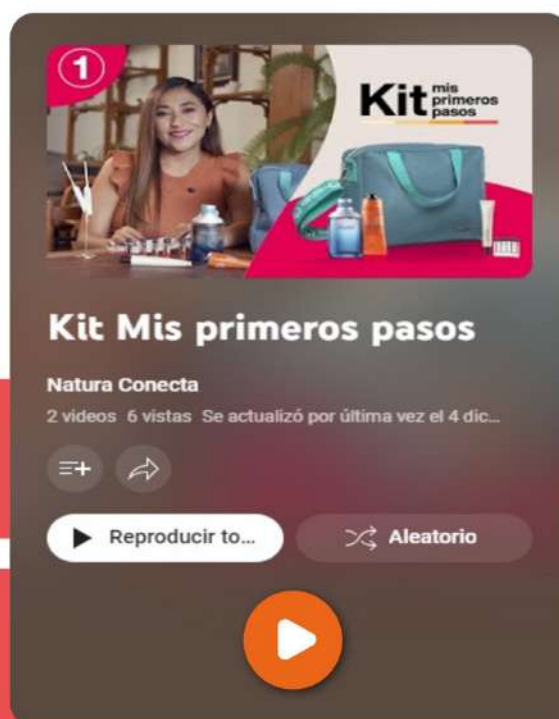 1
Kit mis
primeros
pasos
Kit Mis primeros pasos
Natura Conecta
2 videos 6 vistas Se actualizó por última vez el 4 dic...
Reproducir to...
Aleatorio